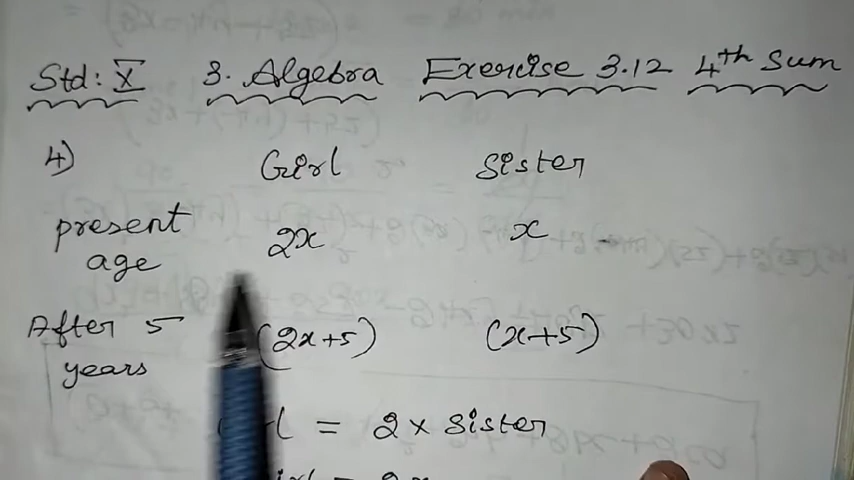 Std: X 3. Algebra Exercise 3.12 4th Sum
4) Girl Sister
present age 2x x
After 5 years (2x+5) (x+5)
= 2 x Sister
= 2x